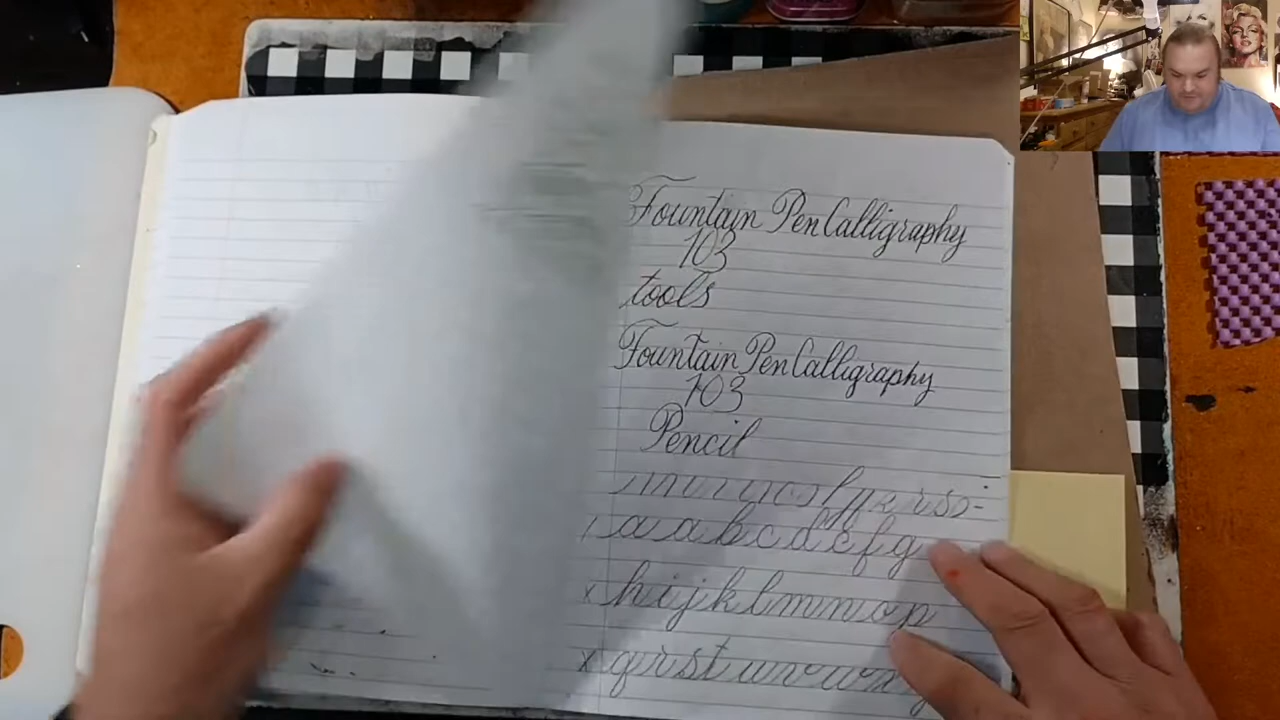 Fountain Pen Calligraphy
103
tools
Fountain Pen Calligraphy
103
Pencil
a a b c d e f g
x h i j k l m n o p
x q r s t u v w x